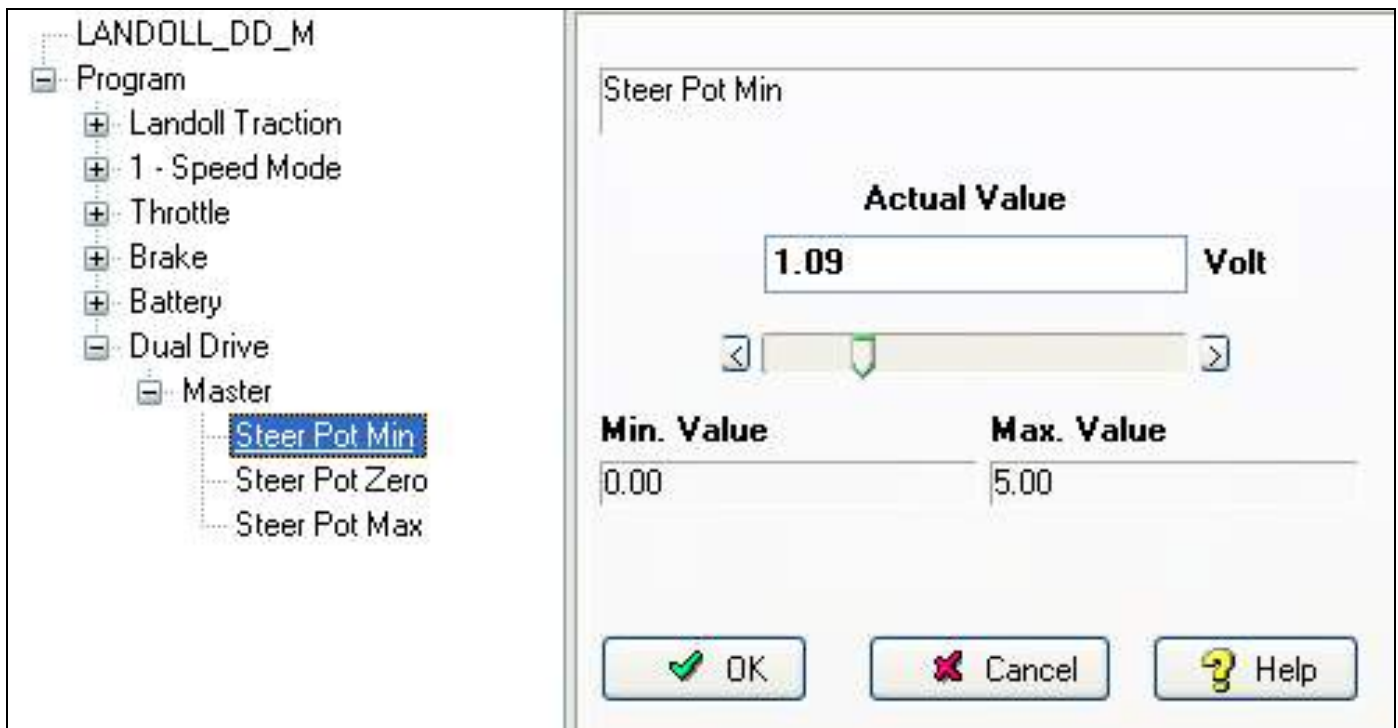 LANDOLL_DD_M
Program
Landoll Traction
1 - Speed Mode
Throttle
Brake
Battery
Dual Drive
Master
Steer Pot Min
Steer Pot Zero
Steer Pot Max
Steer Pot Min
Actual Value
1.09 Volt
< >
Min. Value Max. Value
0.00 5.00
OK Cancel Help